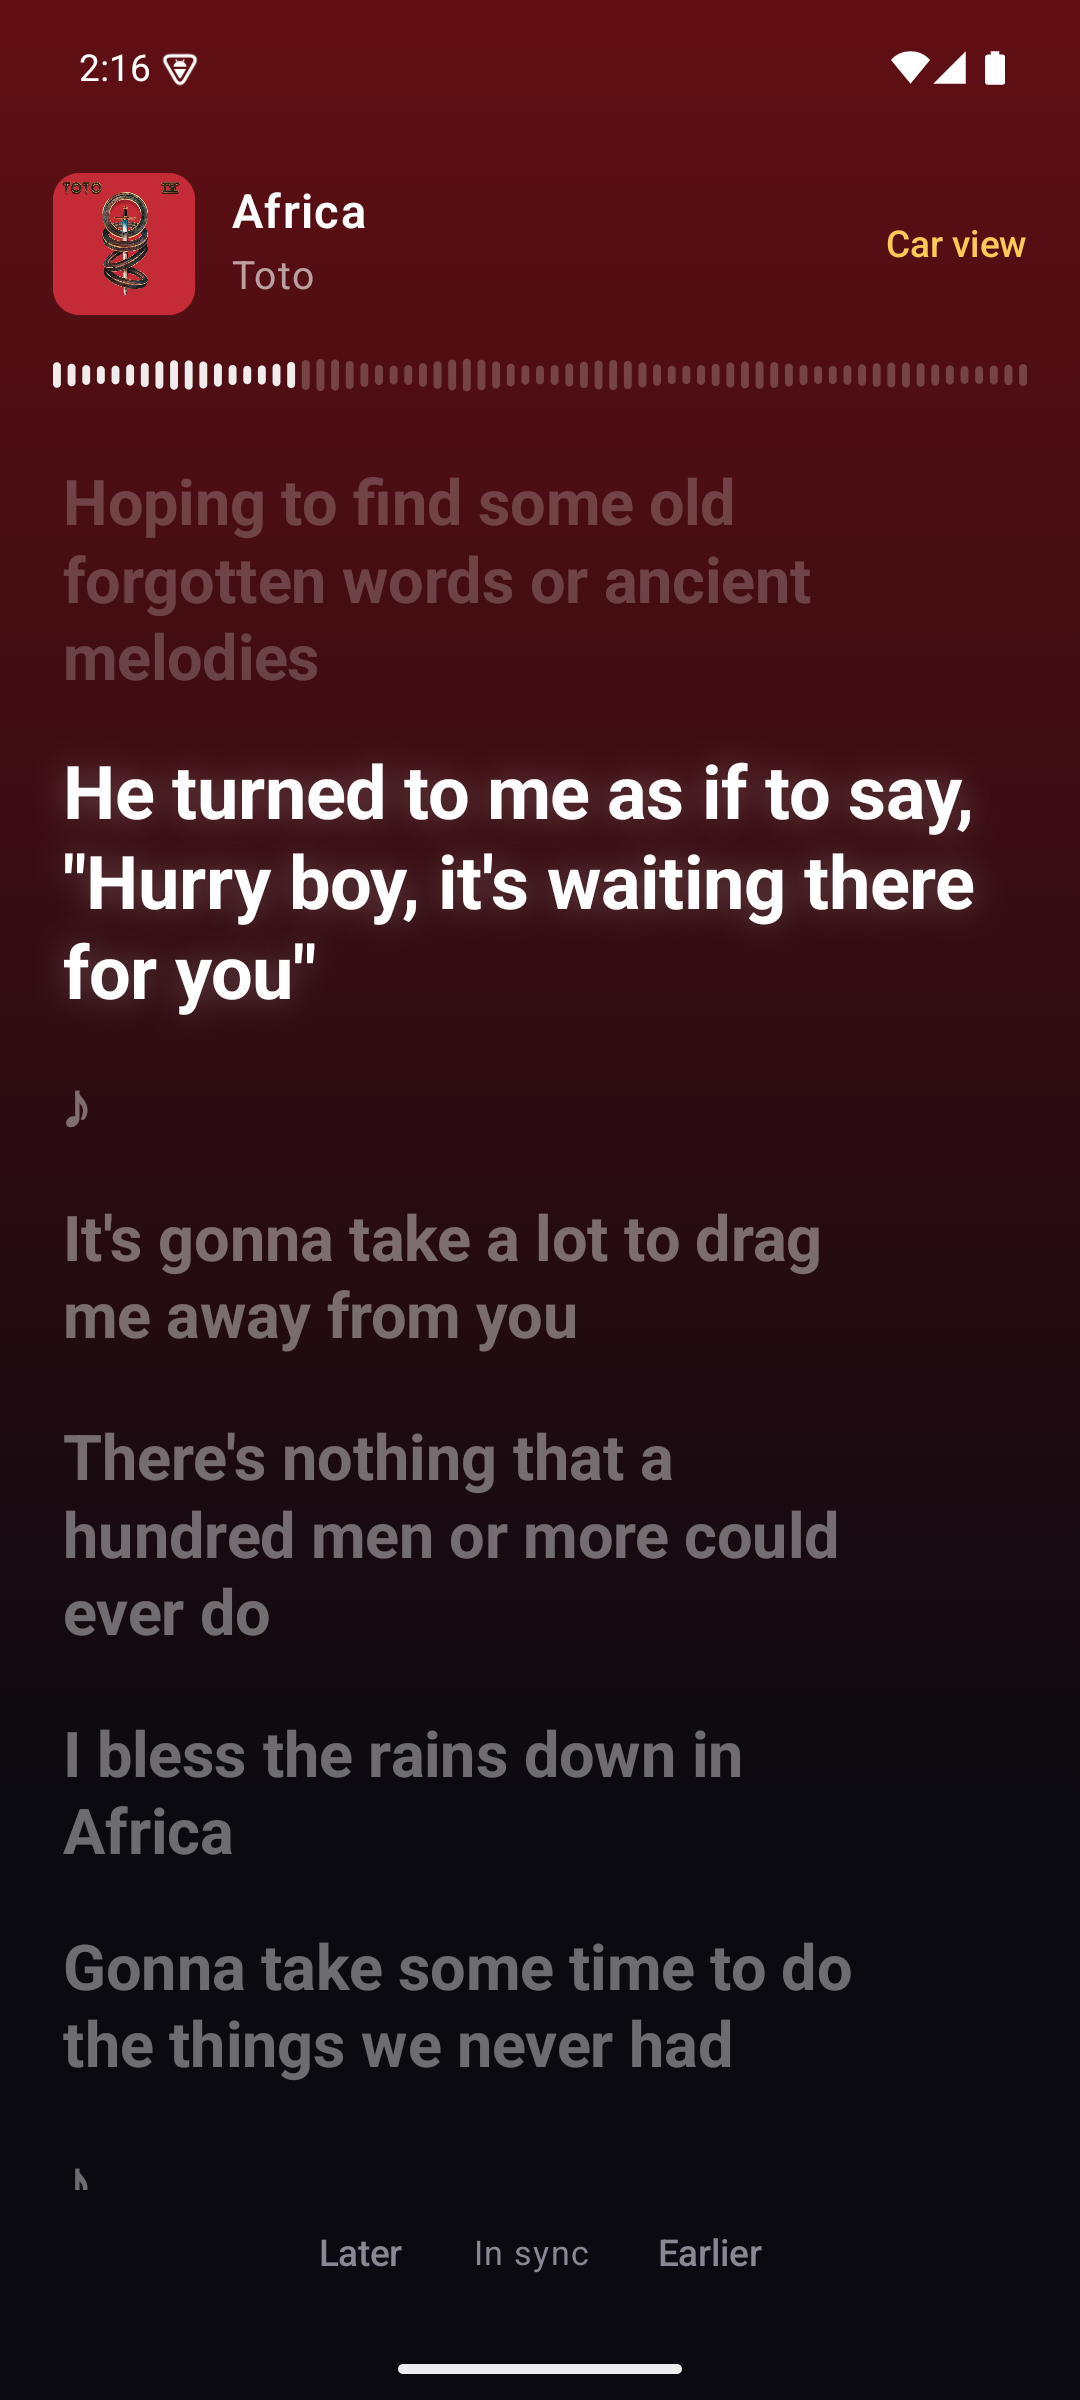 2:16
TOTO IV
Africa
Toto
Car view
Hoping to find some old
forgotten words or ancient
melodies
He turned to me as if to say,
"Hurry boy, it's waiting there
for you"
♪
It's gonna take a lot to drag
me away from you
There's nothing that a
hundred men or more could
ever do
I bless the rains down in
Africa
Gonna take some time to do
the things we never had
Later In sync Earlier